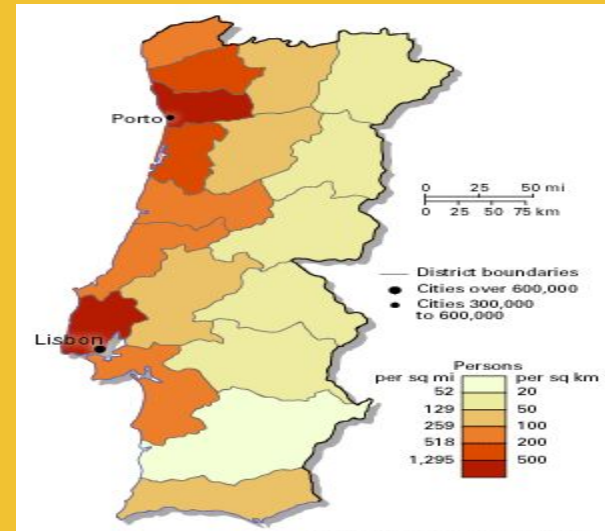 Porto
0 25 50 mi
0 25 50 75 km
District boundaries
Cities over 600,000
Cities 300,000
to 600,000
Lisbon
Persons
per sq mi per sq km
52 20
129 50
259 100
518 200
1,295 500